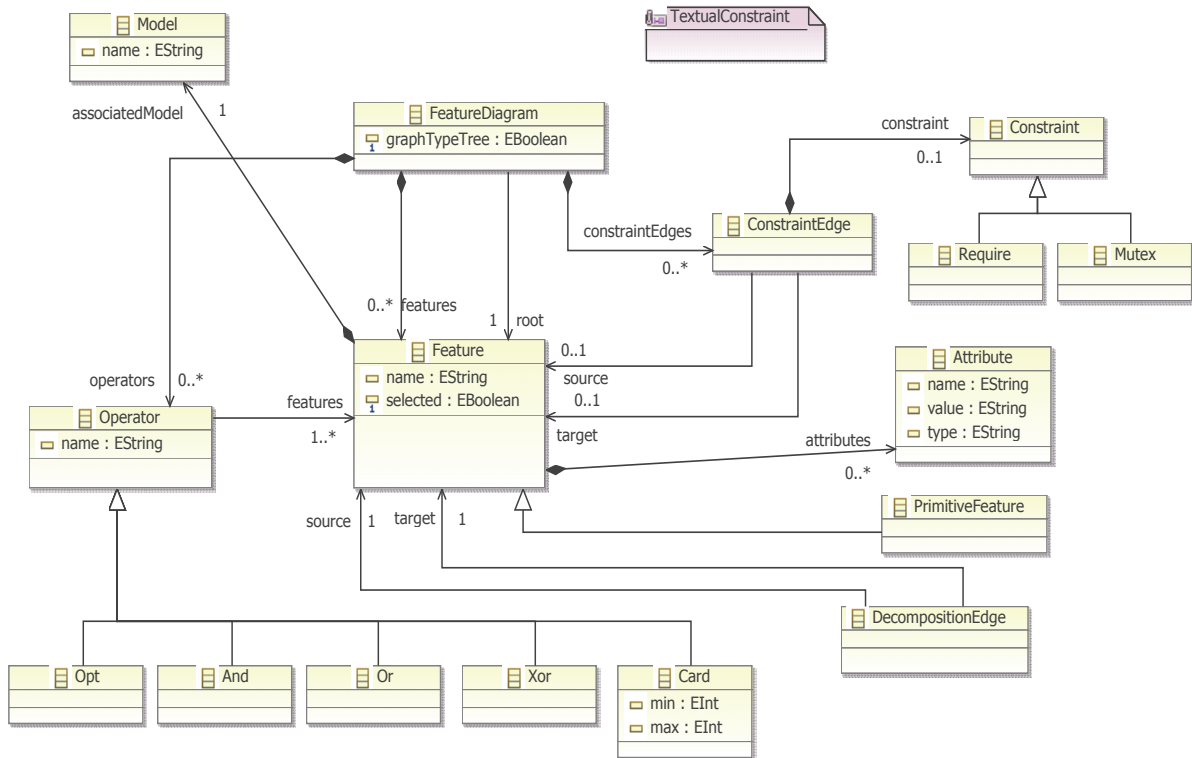 Model
name : EString
TextualConstraint
associatedModel
1
FeatureDiagram
graphTypeTree : EBoolean
1
constraint
0..1
Constraint
ConstraintEdge
constraintEdges
0..*
Require
Mutex
0..*
features
1
root
Feature
name : EString
selected : EBoolean
1
0..1
source
0..1
target
Attribute
name : EString
value : EString
type : EString
operators
0..*
Operator
name : EString
features
1..*
attributes
0..*
PrimitiveFeature
source
1
target
1
DecompositionEdge
Opt
And
Or
Xor
Card
min : EInt
max : EInt